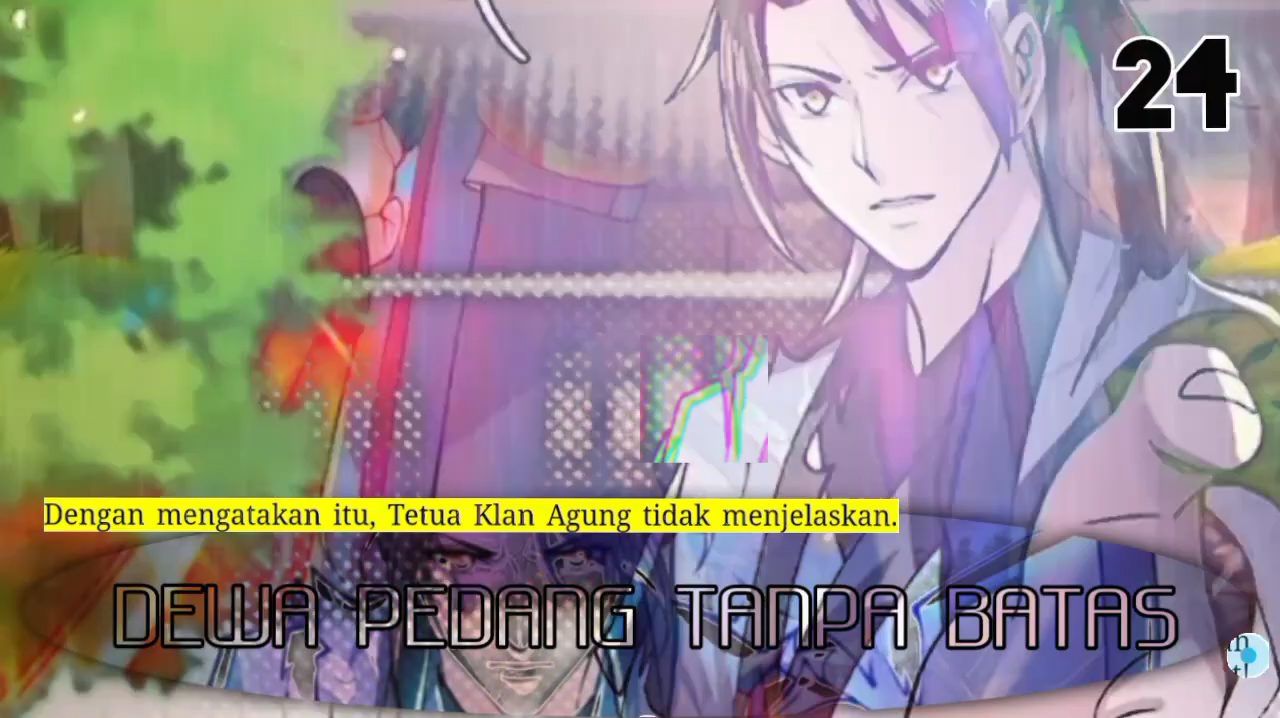 24
Dengan mengatakan itu, Tetua Klan Agung tidak menjelaskan.
DEWA PEDANG TANPA BATAS